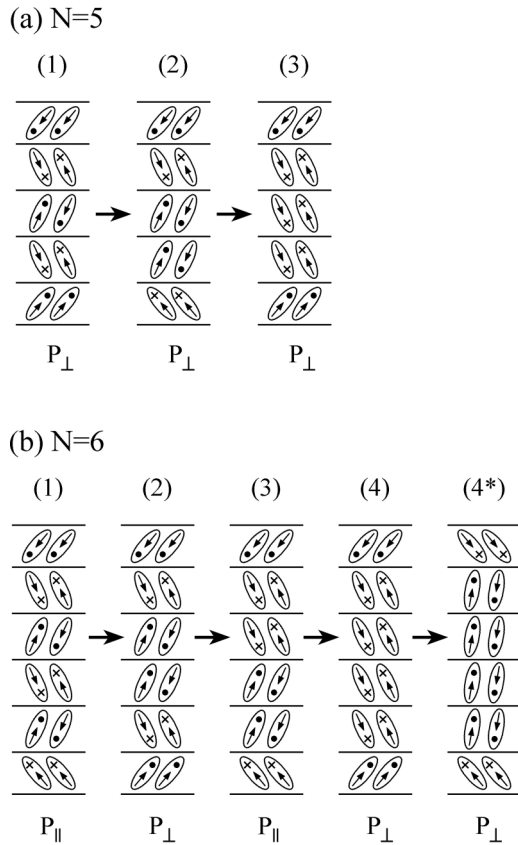 (a) N=5
(1) (2) (3)
P⊥ P⊥ P⊥
(b) N=6
(1) (2) (3) (4) (4*)
P∥ P⊥ P∥ P⊥ P⊥